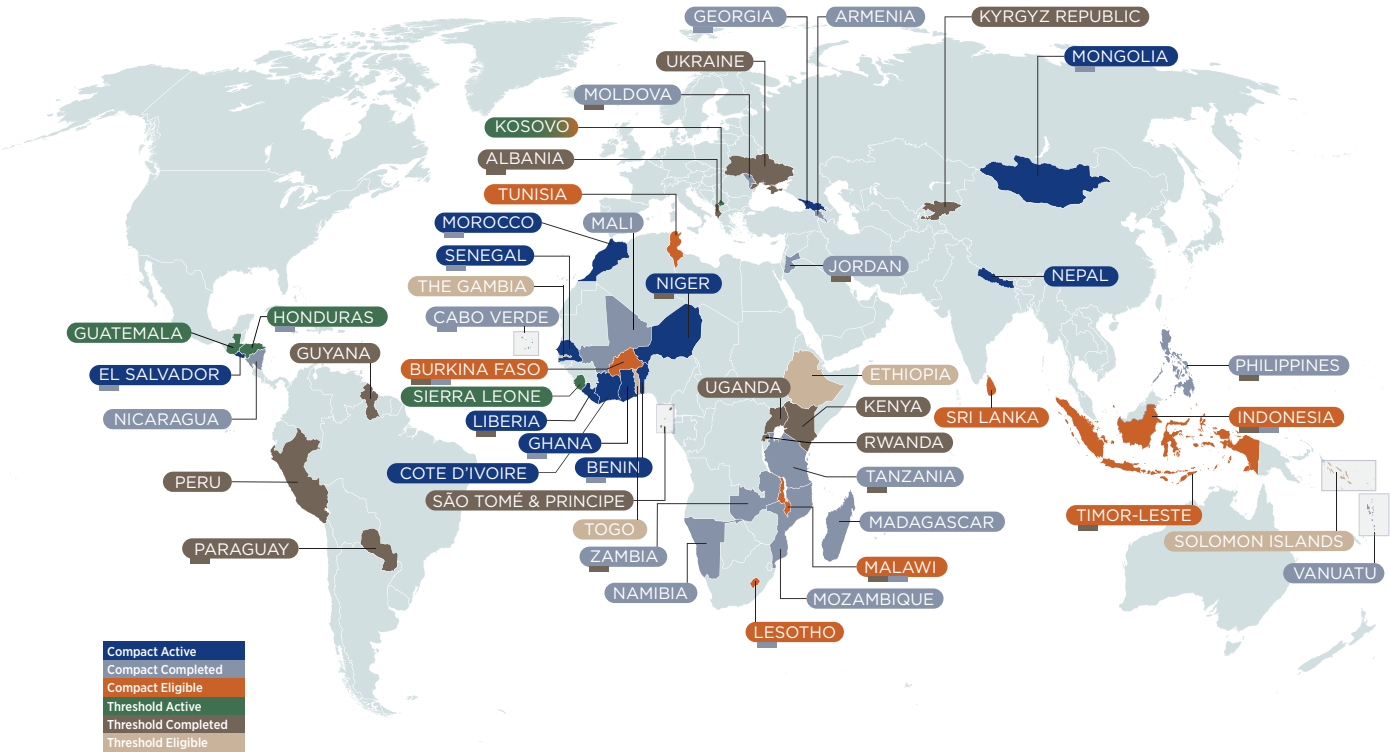 GEORGIA
ARMENIA
KYRGYZ REPUBLIC
MONGOLIA
UKRAINE
MOLDOVA
KOSOVO
ALBANIA
TUNISIA
MOROCCO
MALI
SENEGAL
JORDAN
NEPAL
THE GAMBIA
NIGER
CABO VERDE
HONDURAS
GUATEMALA
GUYANA
EL SALVADOR
BURKINA FASO
ETHIOPIA
PHILIPPINES
NICARAGUA
SIERRA LEONE
UGANDA
KENYA
SRI LANKA
INDONESIA
LIBERIA
GHANA
RWANDA
COTE D’IVOIRE
BENIN
TANZANIA
PERU
SÃO TOMÉ & PRINCIPE
TOGO
MADAGASCAR
TIMOR-LESTE
SOLOMON ISLANDS
PARAGUAY
ZAMBIA
MALAWI
VANUATU
NAMIBIA
MOZAMBIQUE
LESOTHO
Compact Active
Compact Completed
Compact Eligible
Threshold Active
Threshold Completed
Threshold Eligible